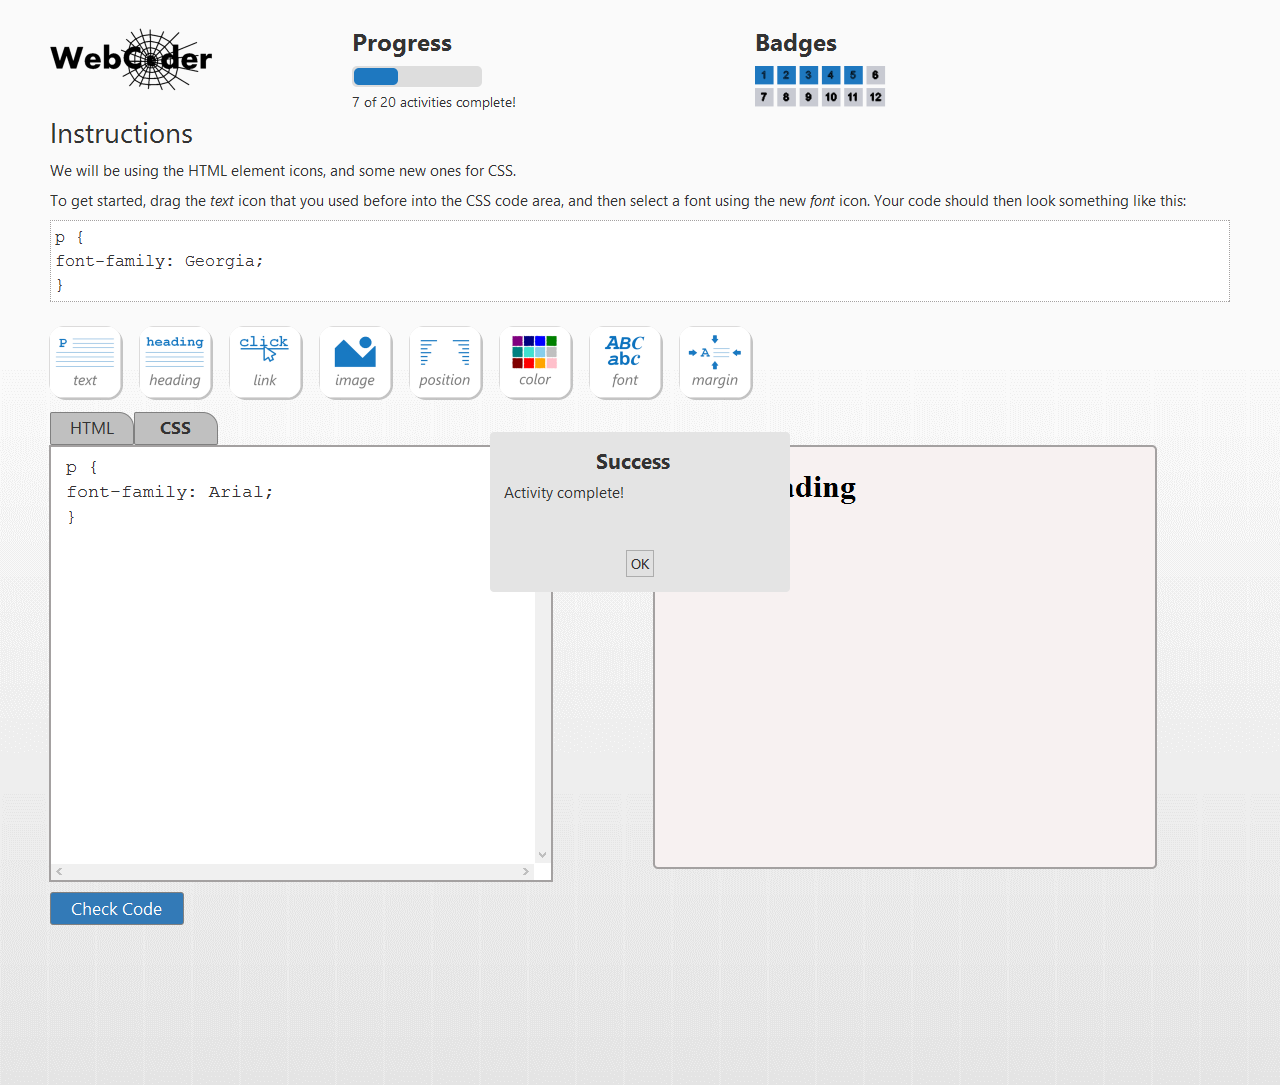 WebCoder
Progress
7 of 20 activities complete!
Badges
1 2 3 4 5 6
7 8 9 10 11 12
Instructions
We will be using the HTML element icons, and some new ones for CSS.
To get started, drag the text icon that you used before into the CSS code area, and then select a font using the new font icon. Your code should then look something like this:
p {
font-family: Georgia;
}
P
text
heading
heading
click
link
image
position
color
ABC
abc
font
A
margin
HTML
CSS
p {
font-family: Arial;
}
Success
Activity complete!
OK
ading
Check Code